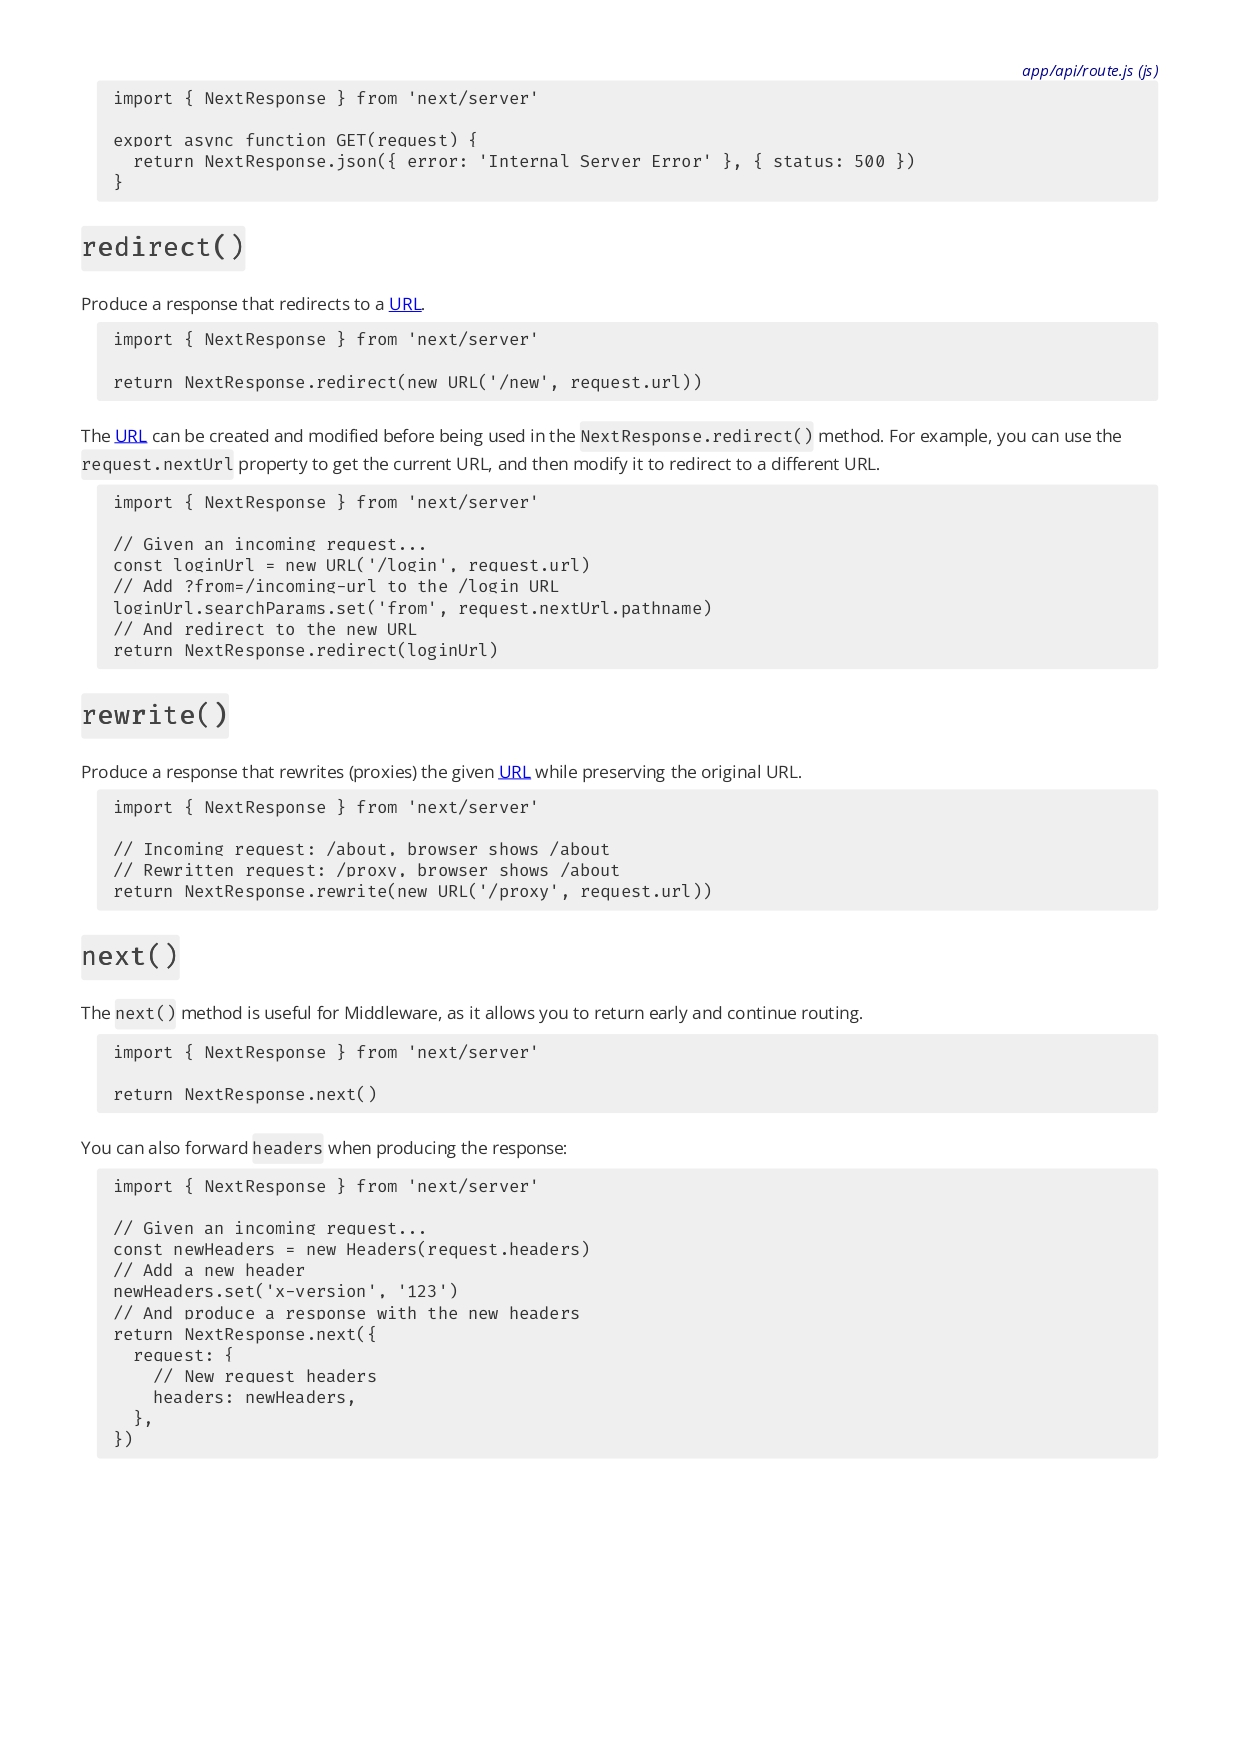 app/api/route.js (js)
import { NextResponse } from 'next/server'
export async function GET(request) {
  return NextResponse.json({ error: 'Internal Server Error' }, { status: 500 })
}
redirect()
Produce a response that redirects to a URL.
import { NextResponse } from 'next/server'
return NextResponse.redirect(new URL('/new', request.url))
The URL can be created and modified before being used in the NextResponse.redirect() method. For example, you can use the
request.nextUrl property to get the current URL, and then modify it to redirect to a different URL.
import { NextResponse } from 'next/server'
// Given an incoming request...
const loginUrl = new URL('/login', request.url)
// Add ?from=/incoming-url to the /login URL
loginUrl.searchParams.set('from', request.nextUrl.pathname)
// And redirect to the new URL
return NextResponse.redirect(loginUrl)
rewrite()
Produce a response that rewrites (proxies) the given URL while preserving the original URL.
import { NextResponse } from 'next/server'
// Incoming request: /about, browser shows /about
// Rewritten request: /proxy, browser shows /about
return NextResponse.rewrite(new URL('/proxy', request.url))
next()
The next() method is useful for Middleware, as it allows you to return early and continue routing.
import { NextResponse } from 'next/server'
return NextResponse.next()
You can also forward headers when producing the response:
import { NextResponse } from 'next/server'
// Given an incoming request...
const newHeaders = new Headers(request.headers)
// Add a new header
newHeaders.set('x-version', '123')
// And produce a response with the new headers
return NextResponse.next({
  request: {
    // New request headers
    headers: newHeaders,
  },
})